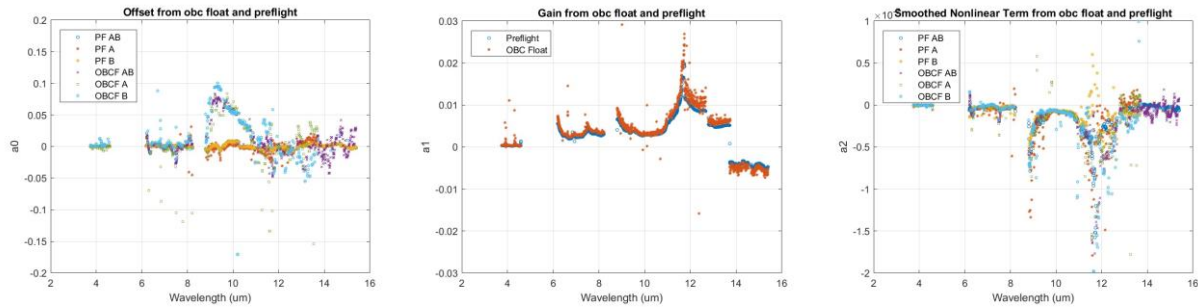 Offset from obc float and preflight
0.2
0.15
0.1
0.05
0
-0.05
-0.1
-0.15
-0.2
a0
PF AB
PF A
PF B
OBCF AB
OBCF A
OBCF B
2 4 6 8 10 12 14 16
Wavelength (um)
Gain from obc float and preflight
0.03
0.02
0.01
0
-0.01
-0.02
-0.03
a1
Preflight
OBC Float
2 4 6 8 10 12 14 16
Wavelength (um)
Smoothed Nonlinear Term from obc float and preflight
1
0.5
0
-0.5
-1
-1.5
-2
a2
PF AB
PF A
PF B
OBCF AB
OBCF A
OBCF B
2 4 6 8 10 12 14 16
Wavelength (um)